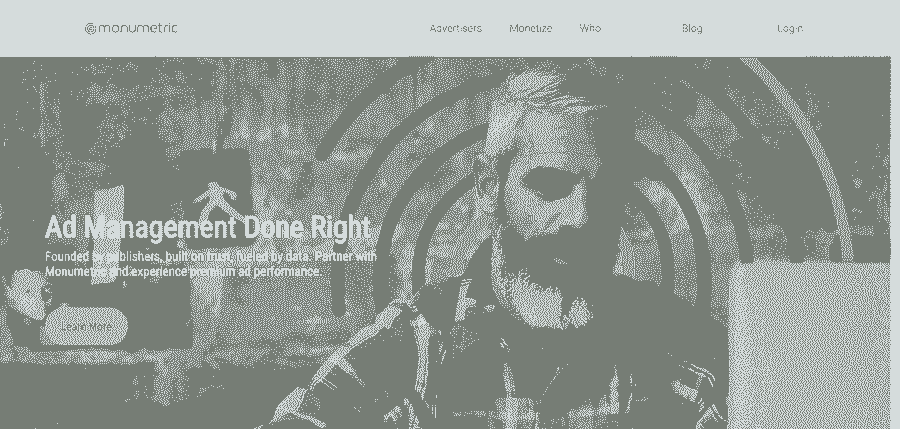 monumetric
Advertisers Monetize Who Blog Login
Ad Management Done Right
Founded by publishers, built on trust, fueled by data. Partner with
Monumetric and experience premium ad performance.
Learn More